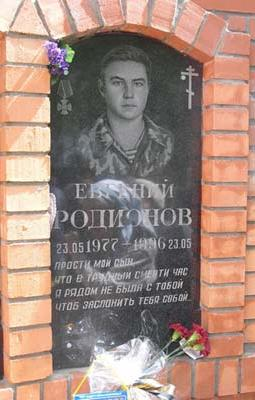 ЕВГЕНИЙ
РОДИОНОВ
23.05 1977 – 1996 23.05
ПРОСТИ МОЙ СЫН,
ЧТО В ТРУДНЫЙ СМЕРТИ ЧАС
Я РЯДОМ НЕ БЫЛА С ТОБОЙ
ЧТОБ ЗАСЛОНИТЬ ТЕБЯ СОБОЙ...